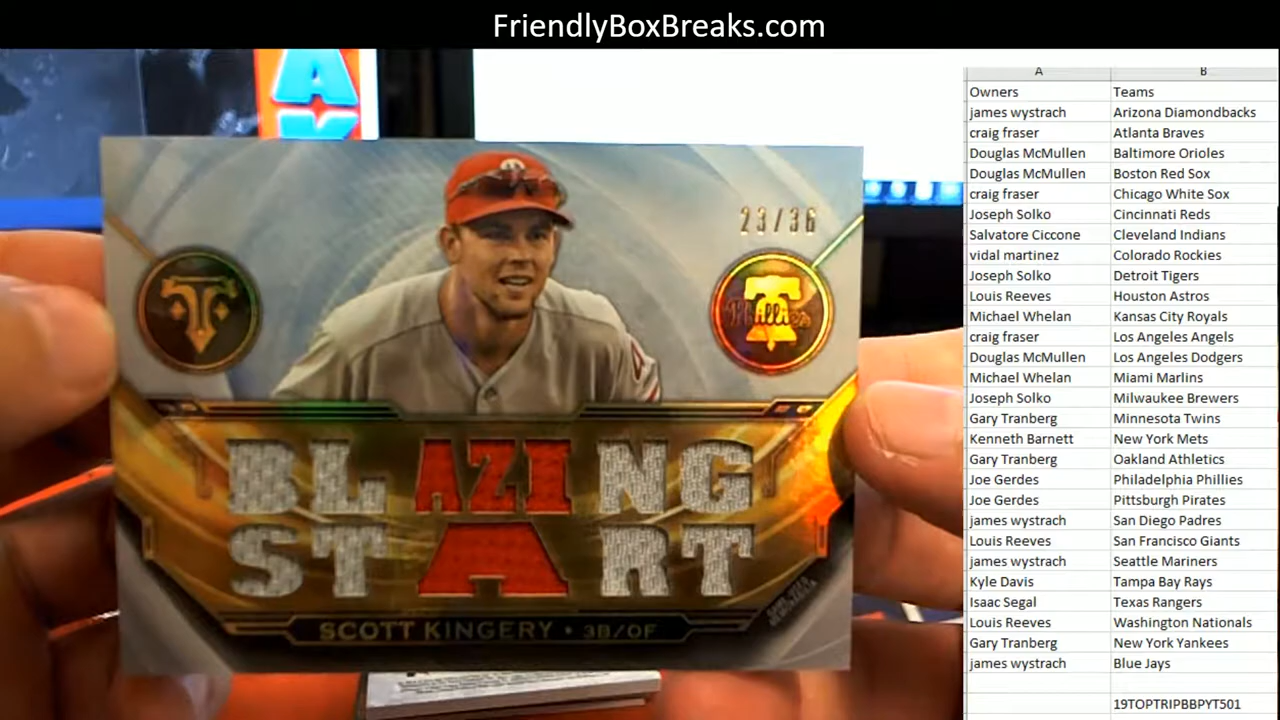 FriendlyBoxBreaks.com
23/36
Phillies
BLAZING
START
SCOTT KINGERY • 3B/OF
A B
Owners Teams
james wystrach Arizona Diamondbacks
craig fraser Atlanta Braves
Douglas McMullen Baltimore Orioles
Douglas McMullen Boston Red Sox
craig fraser Chicago White Sox
Joseph Solko Cincinnati Reds
Salvatore Ciccone Cleveland Indians
vidal martinez Colorado Rockies
Joseph Solko Detroit Tigers
Louis Reeves Houston Astros
Michael Whelan Kansas City Royals
craig fraser Los Angeles Angels
Douglas McMullen Los Angeles Dodgers
Michael Whelan Miami Marlins
Joseph Solko Milwaukee Brewers
Gary Tranberg Minnesota Twins
Kenneth Barnett New York Mets
Gary Tranberg Oakland Athletics
Joe Gerdes Philadelphia Phillies
Joe Gerdes Pittsburgh Pirates
james wystrach San Diego Padres
Louis Reeves San Francisco Giants
james wystrach Seattle Mariners
Kyle Davis Tampa Bay Rays
Isaac Segal Texas Rangers
Louis Reeves Washington Nationals
Gary Tranberg New York Yankees
james wystrach Blue Jays
19TOPTRIPBBPYT501